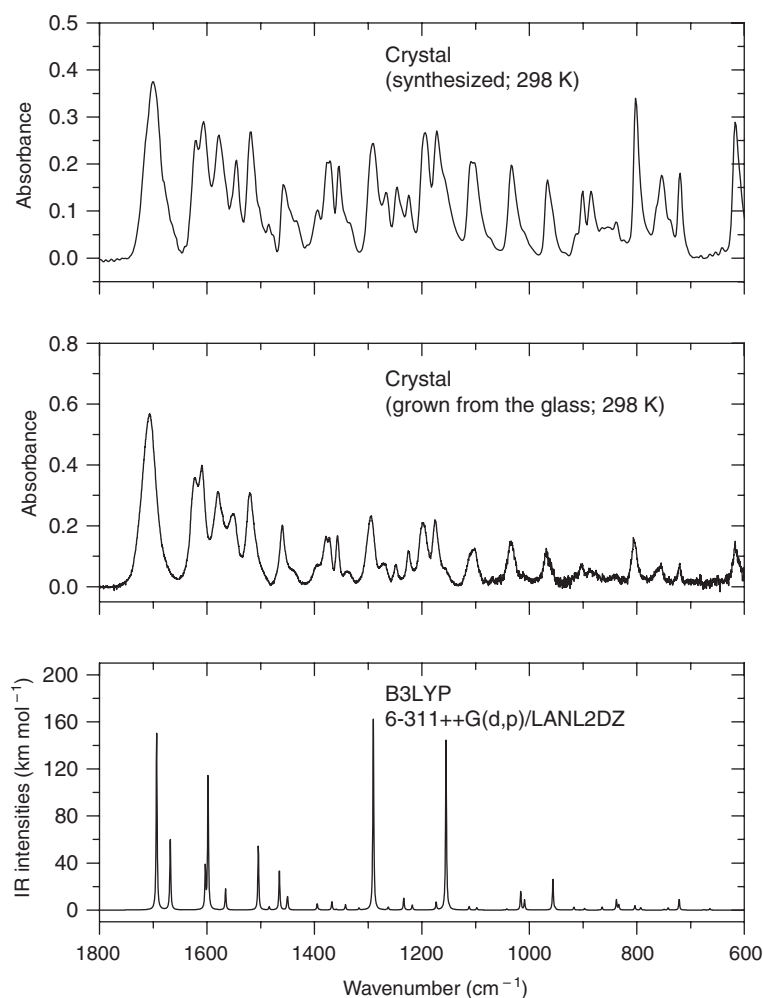 0.5
0.4
0.3
0.2
0.1
0.0
Absorbance
Crystal
(synthesized; 298 K)
0.8
0.6
0.4
0.2
0.0
Absorbance
Crystal
(grown from the glass; 298 K)
200
160
120
80
40
0
IR intensities (km mol⁻¹)
B3LYP
6-311++G(d,p)/LANL2DZ
1800 1600 1400 1200 1000 800 600
Wavenumber (cm⁻¹)